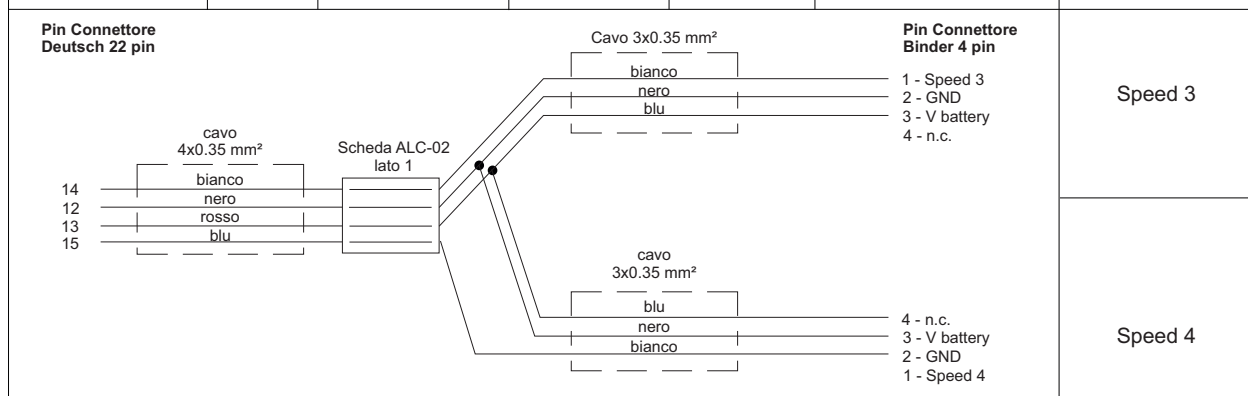 Pin Connettore
Deutsch 22 pin
Cavo 3x0.35 mm²
Pin Connettore
Binder 4 pin
bianco
nero
blu
1 - Speed 3
2 - GND
3 - V battery
4 - n.c.
Speed 3
cavo
4x0.35 mm²
Scheda ALC-02
lato 1
14
12
13
15
bianco
nero
rosso
blu
cavo
3x0.35 mm²
blu
nero
bianco
4 - n.c.
3 - V battery
2 - GND
1 - Speed 4
Speed 4